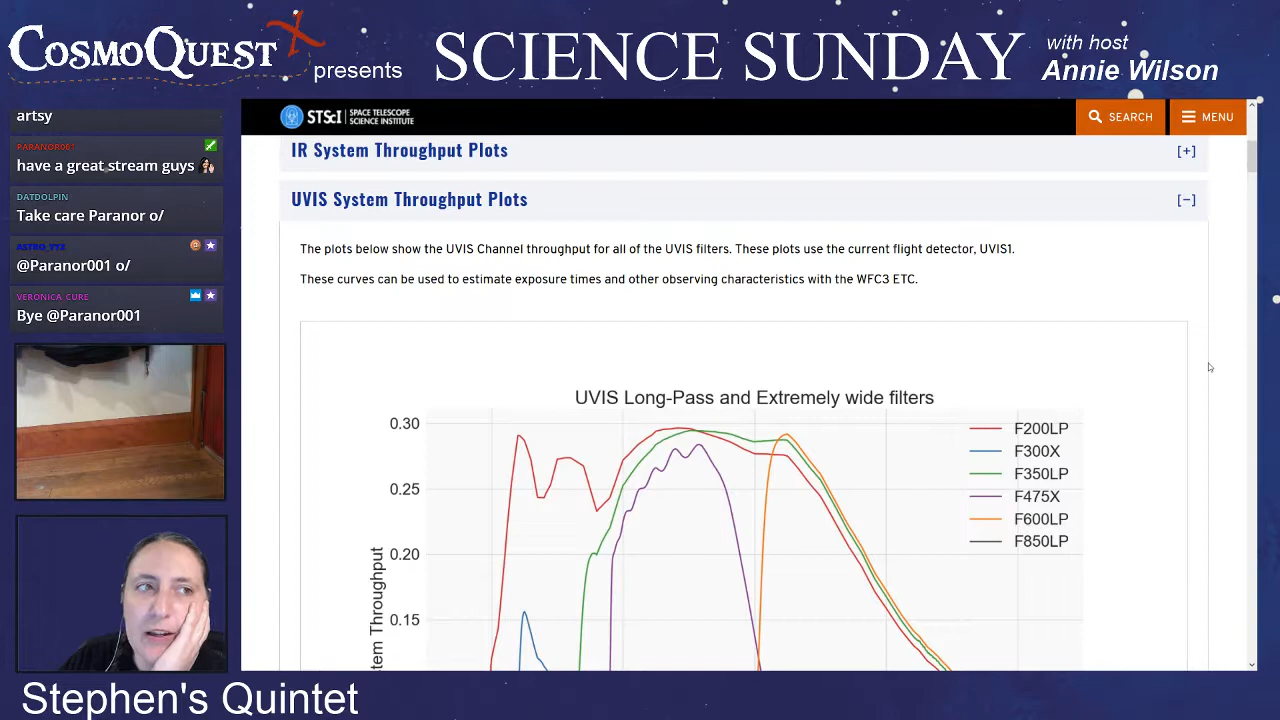 COSMOQUEST X
presents
SCIENCE SUNDAY
with host
Annie Wilson
artsy
PARANOR001
have a great stream guys
DATDOLPIN
Take care Paranor o/
ASTRO_VYZ
@Paranor001 o/
VERONICA_CURE
Bye @Paranor001
STScI | SPACE TELESCOPE
SCIENCE INSTITUTE
SEARCH
MENU
IR System Throughput Plots
[+]
UVIS System Throughput Plots
[−]
The plots below show the UVIS Channel throughput for all of the UVIS filters. These plots use the current flight detector, UVIS1.
These curves can be used to estimate exposure times and other observing characteristics with the WFC3 ETC.
UVIS Long-Pass and Extremely wide filters
0.30
0.25
0.20
0.15
stem Throughput
F200LP
F300X
F350LP
F475X
F600LP
F850LP
Stephen's Quintet